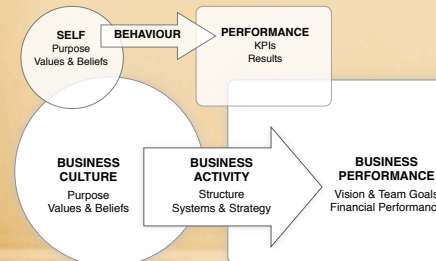 SELF
Purpose
Values & Beliefs
BEHAVIOUR
PERFORMANCE
KPIs
Results
BUSINESS
CULTURE
Purpose
Values & Beliefs
BUSINESS
ACTIVITY
Structure
Systems & Strategy
BUSINESS
PERFORMANCE
Vision & Team Goals
Financial Performanc